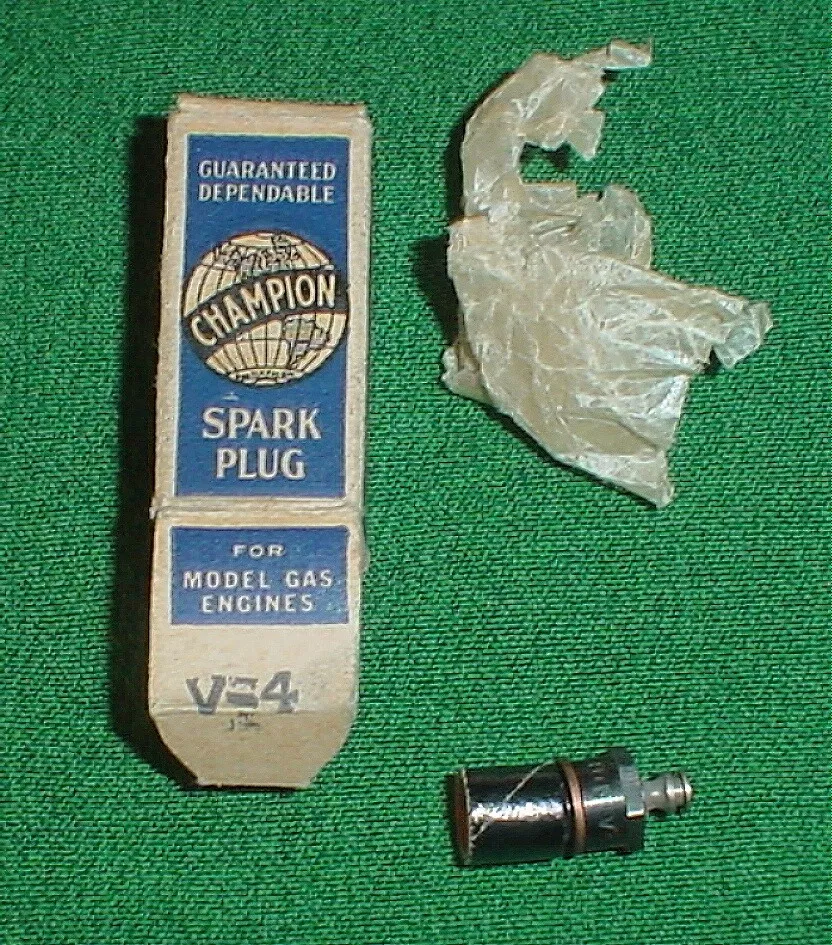 GUARANTEED
DEPENDABLE
CHAMPION
SPARK
PLUG
FOR
MODEL GAS
ENGINES
V-4